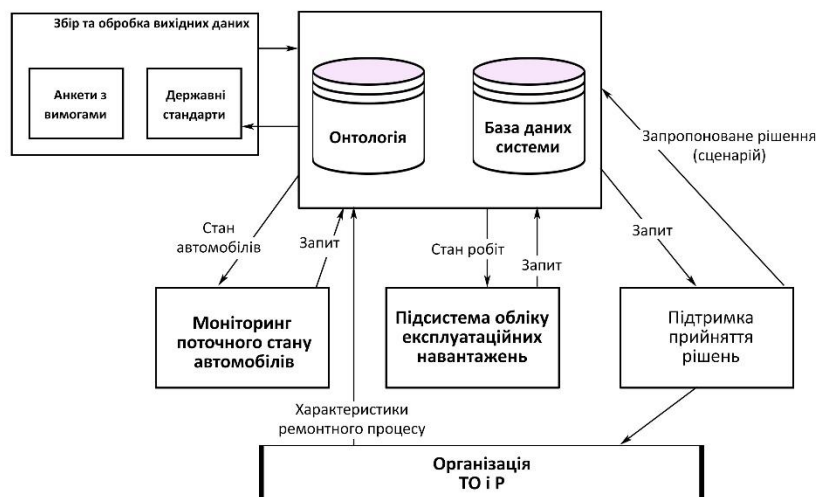 Збір та обробка вихідних даних
Анкети з
вимогами
Державні
стандарти
Онтологія
База даних
системи
Запропоноване рішення
(сценарій)
Стан
автомобілів
Запит
Стан робіт
Запит
Запит
Моніторинг
поточного стану
автомобілів
Підсистема обліку
експлуатаційних
навантажень
Підтримка
прийняття
рішень
Характеристики
ремонтного процесу
Організація
ТО і Р